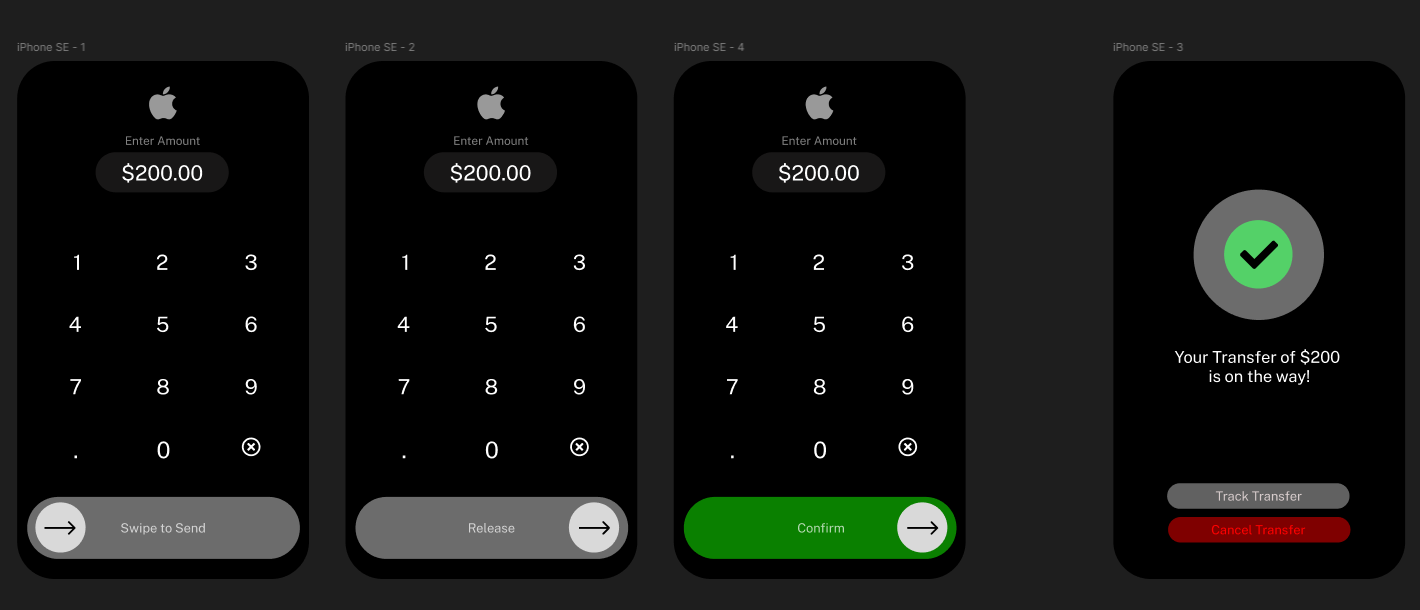 iPhone SE - 1
Enter Amount
$200.00
1 2 3
4 5 6
7 8 9
. 0
Swipe to Send
iPhone SE - 2
Enter Amount
$200.00
1 2 3
4 5 6
7 8 9
. 0
Release
iPhone SE - 4
Enter Amount
$200.00
1 2 3
4 5 6
7 8 9
. 0
Confirm
iPhone SE - 3
Your Transfer of $200
is on the way!
Track Transfer
Cancel Transfer